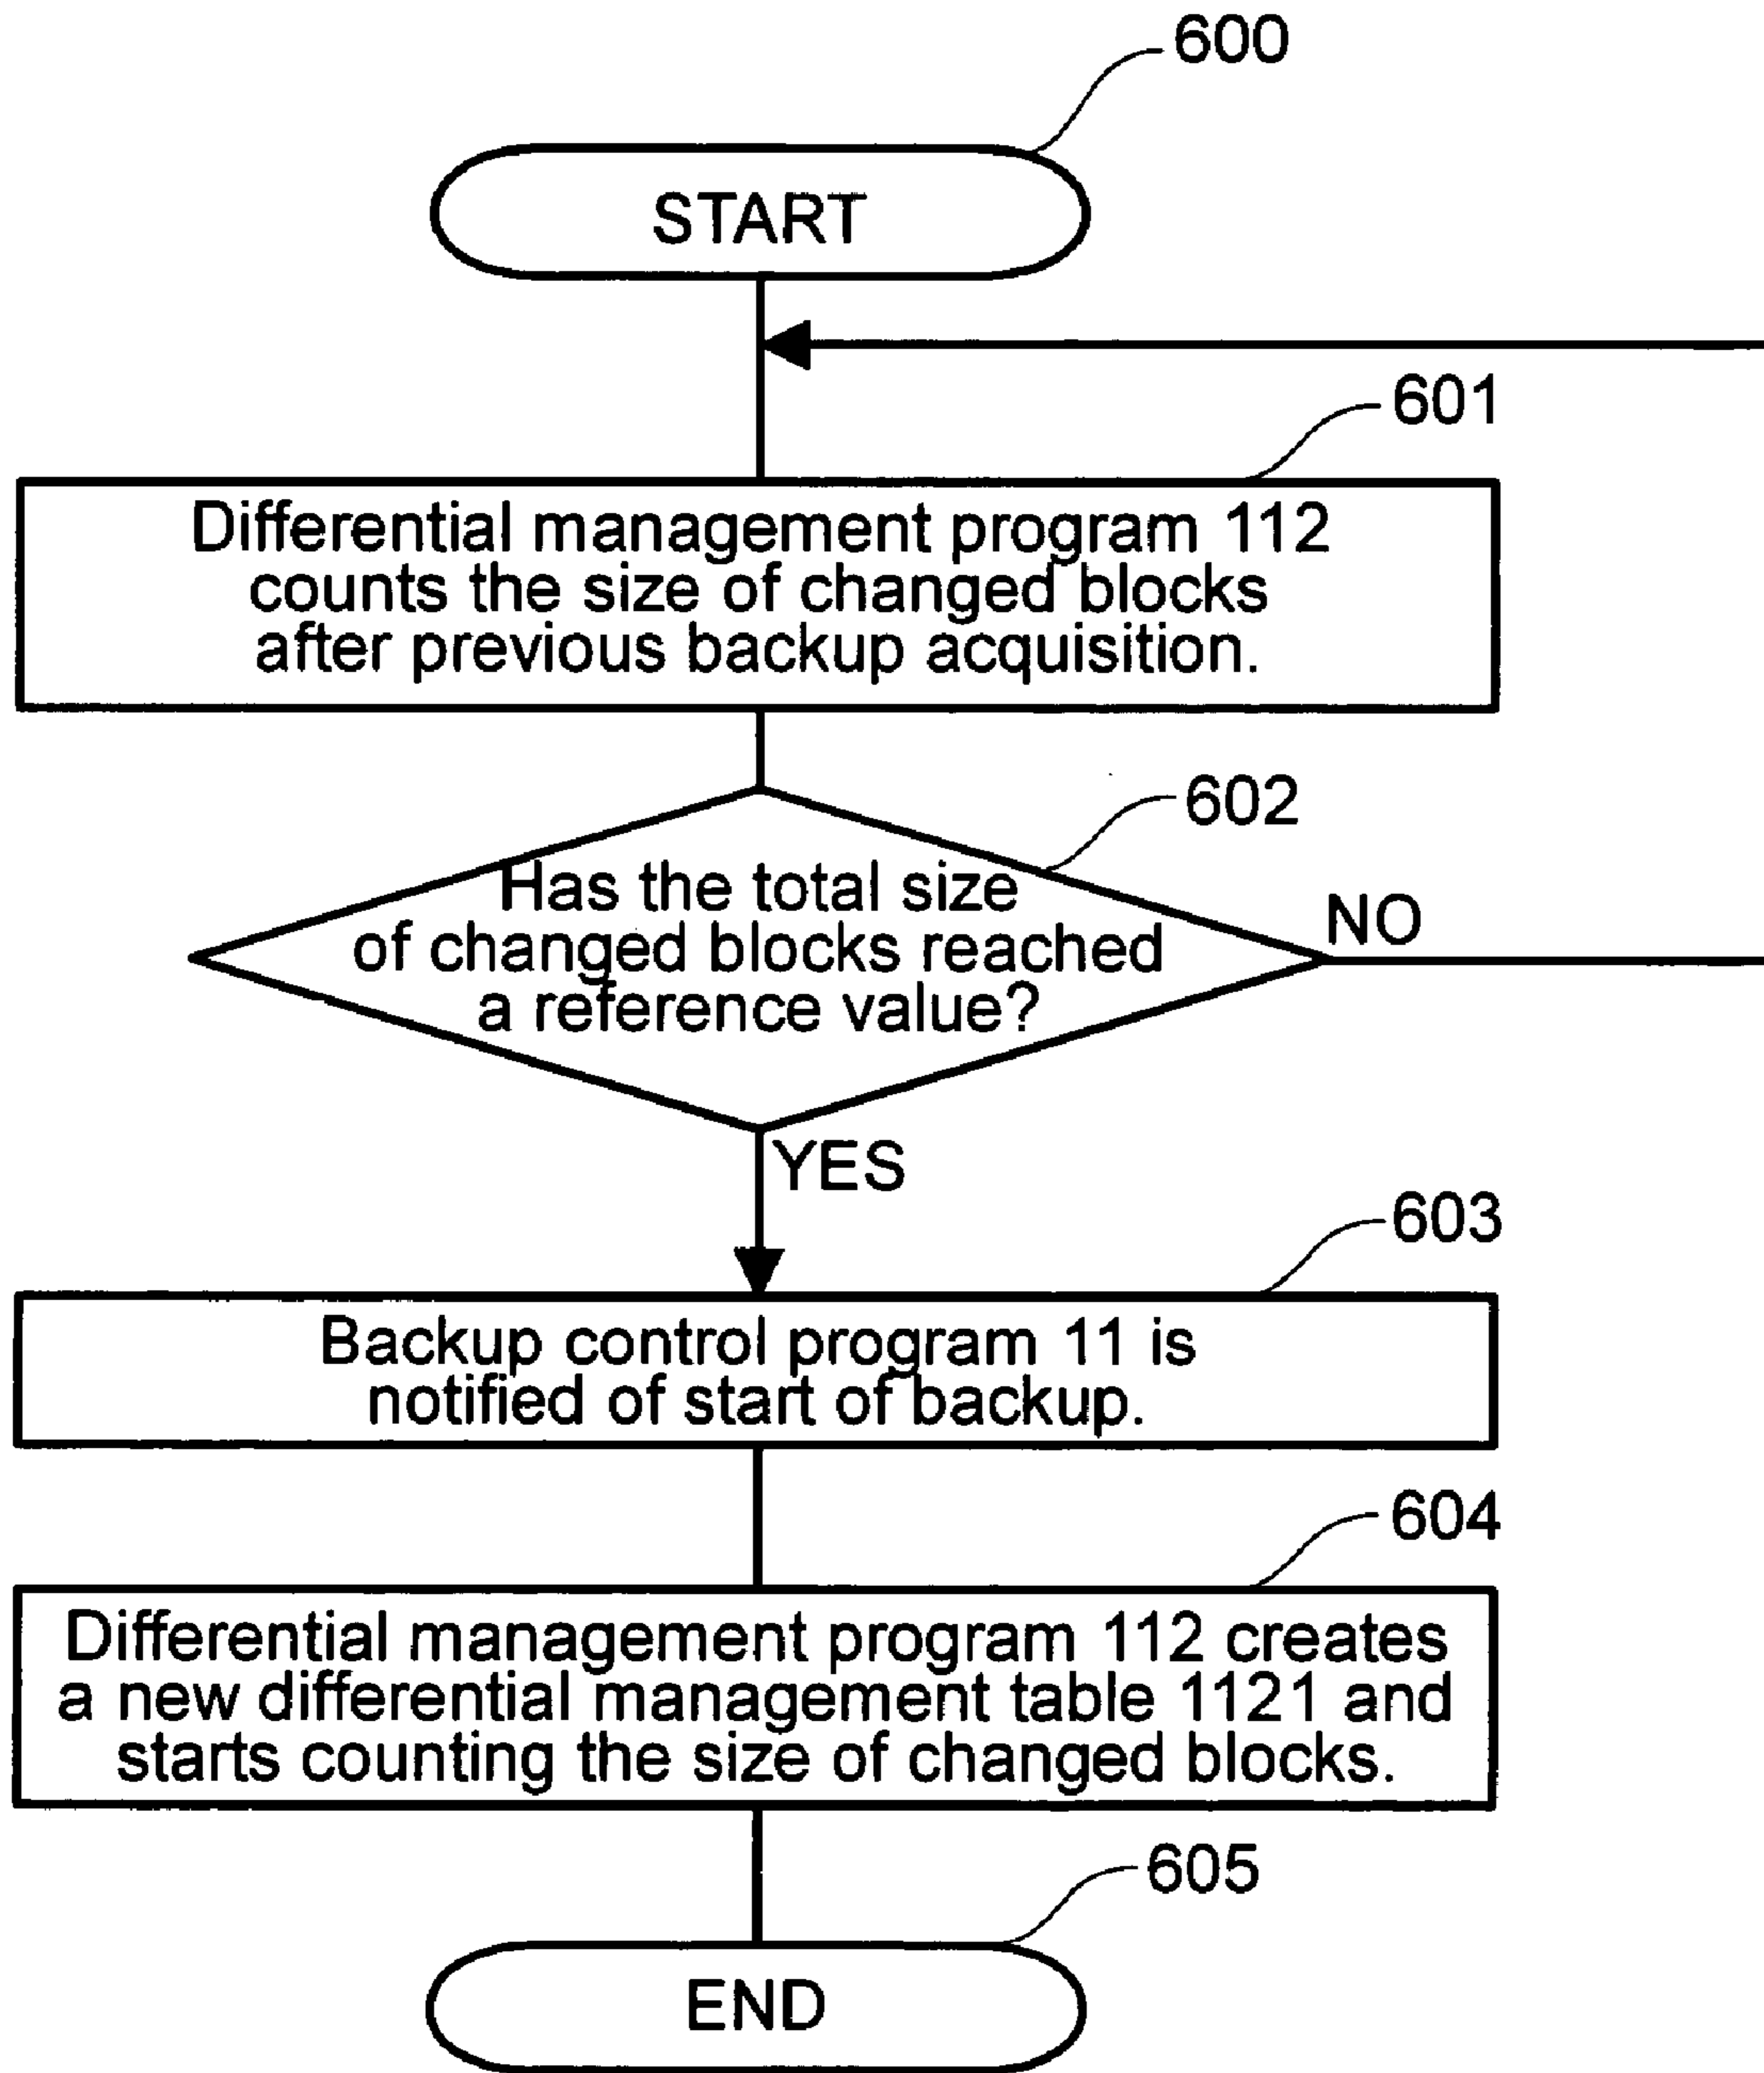 600
START
601
Differential management program 112
counts the size of changed blocks
after previous backup acquisition.
602
Has the total size
of changed blocks reached
a reference value?
NO
YES
603
Backup control program 11 is
notified of start of backup.
604
Differential management program 112 creates
a new differential management table 1121 and
starts counting the size of changed blocks.
605
END